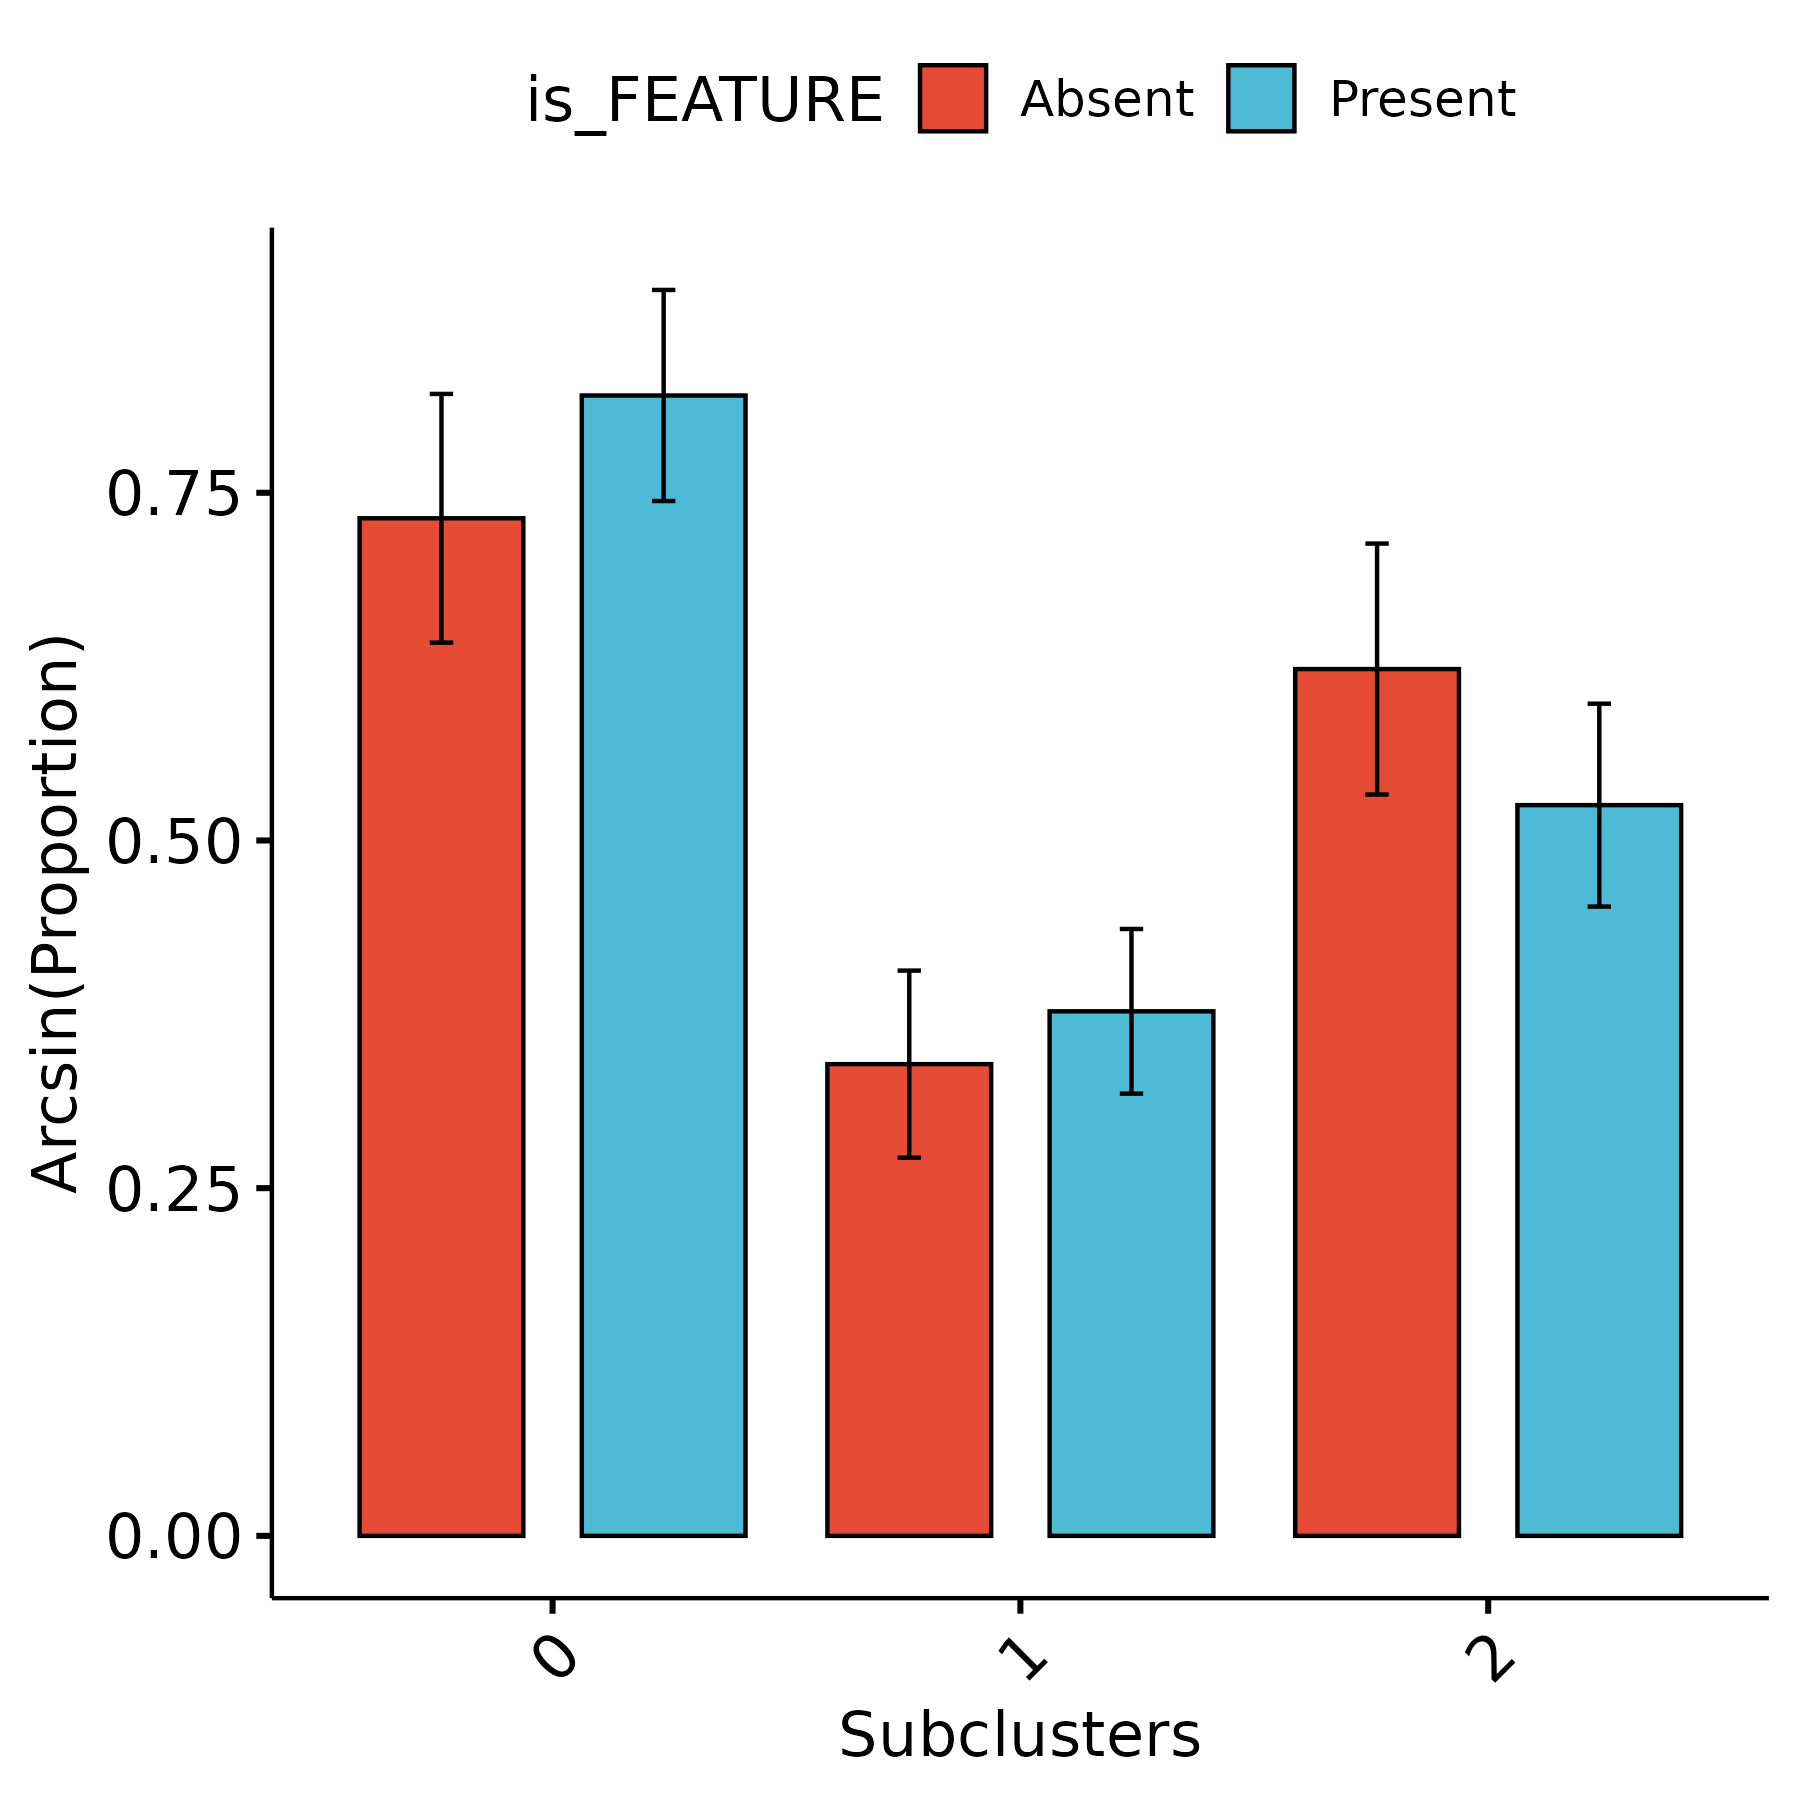 is_FEATURE Absent Present
Arcsin(Proportion)
0.75
0.50
0.25
0.00
0 1 2
Subclusters